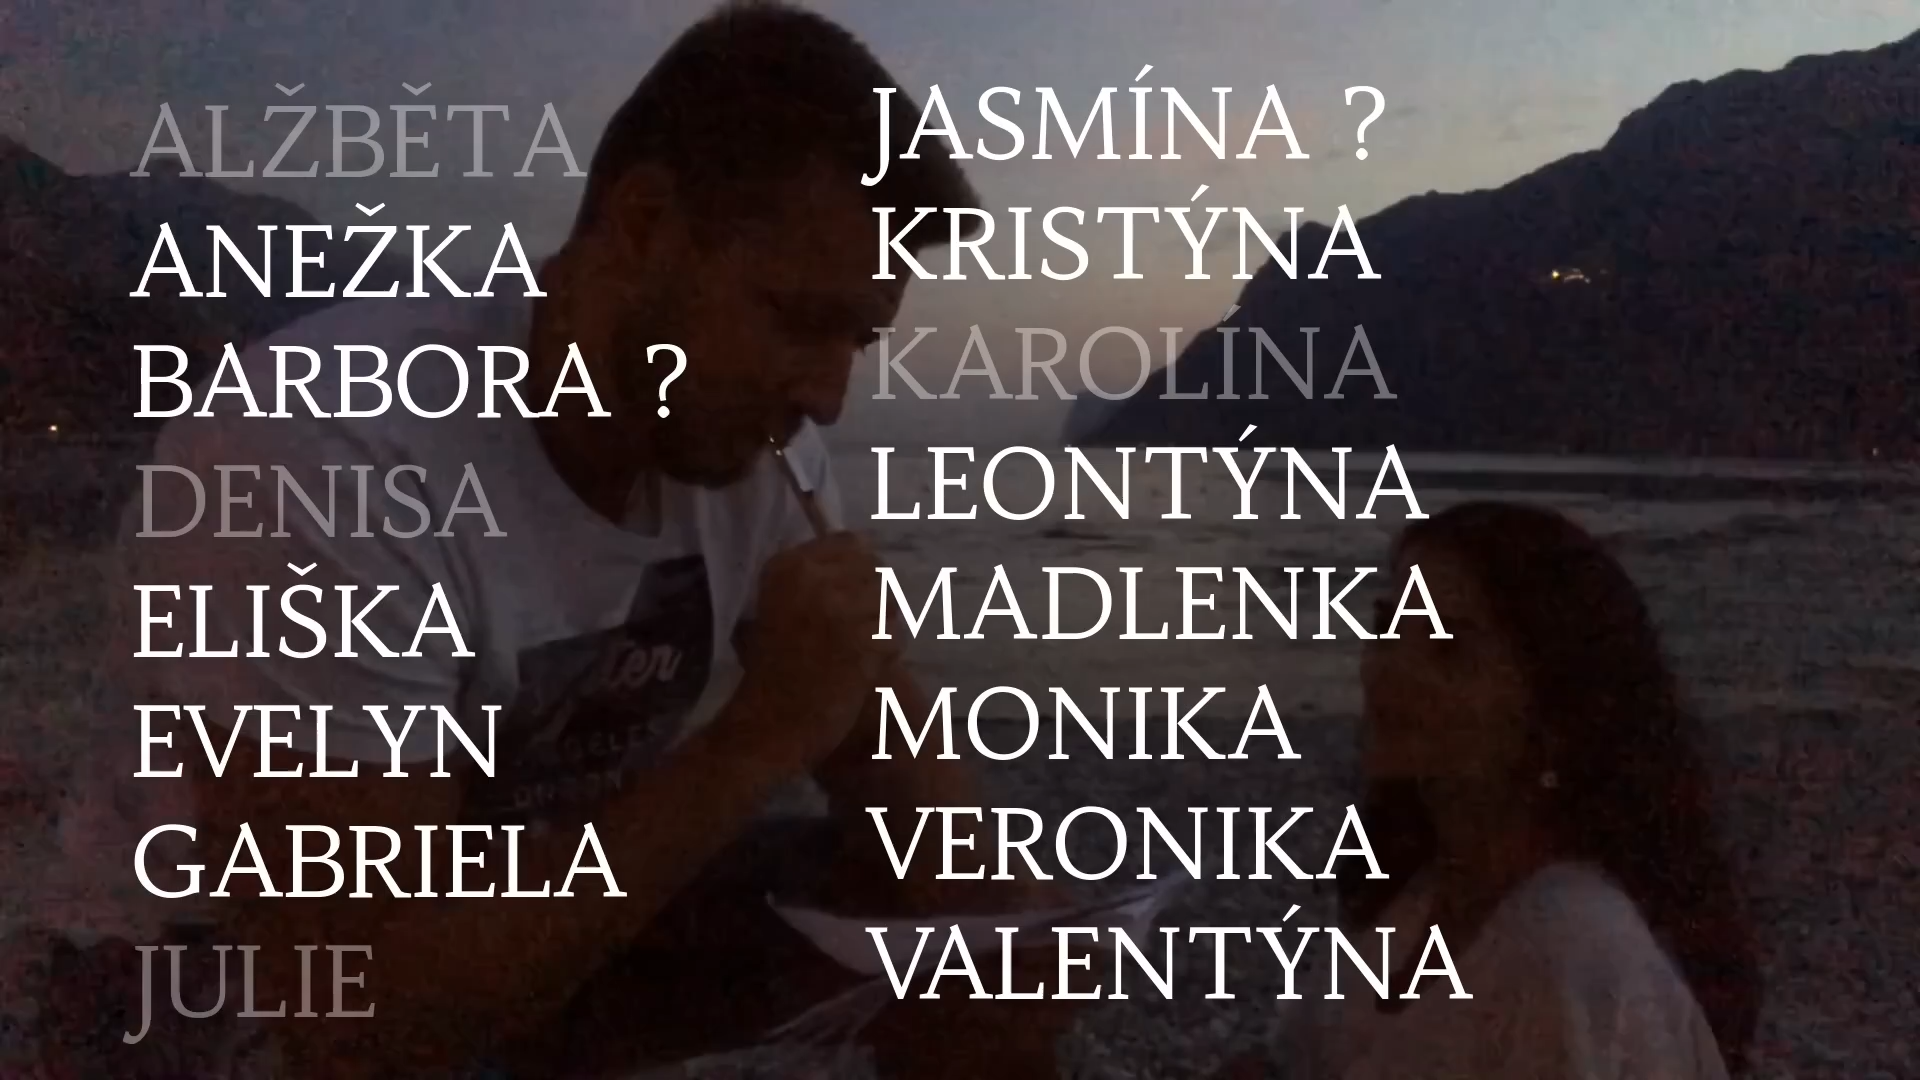 ALŽBĚTA
ANEŽKA
BARBORA ?
DENISA
ELIŠKA
EVELYN
GABRIELA
JULIE
JASMÍNA ?
KRISTÝNA
KAROLÍNA
LEONTÝNA
MADLENKA
MONIKA
VERONIKA
VALENTÝNA